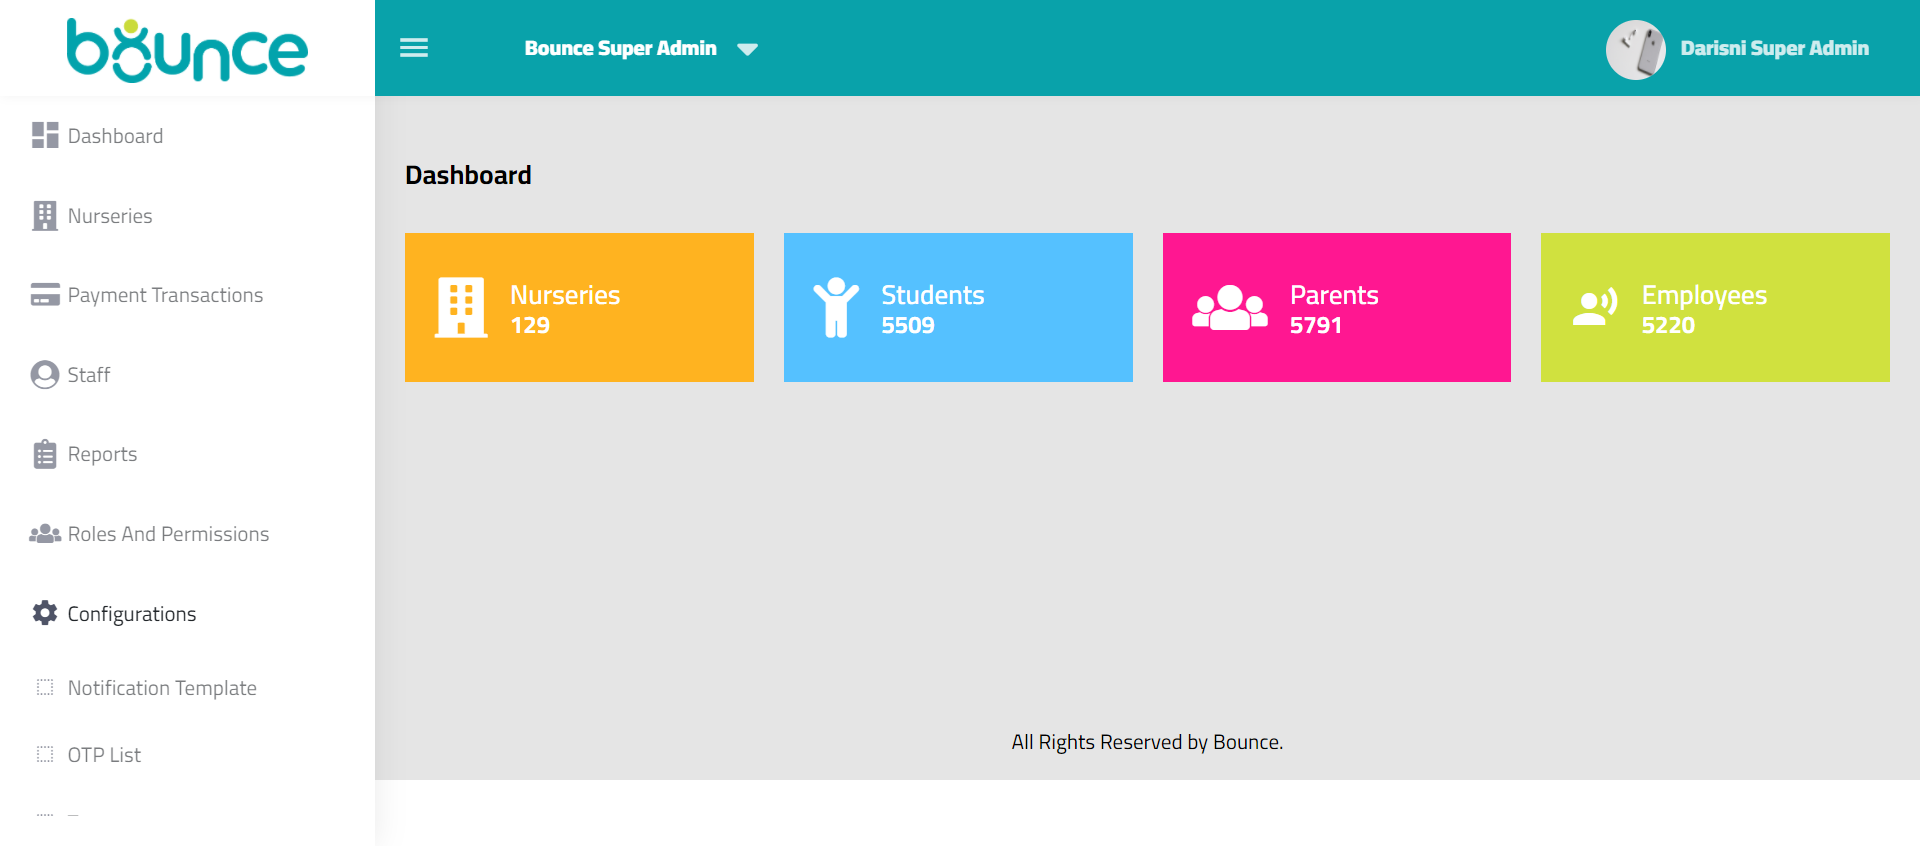 bounce
Bounce Super Admin
Darisni Super Admin
Dashboard
Nurseries
Payment Transactions
Staff
Reports
Roles And Permissions
Configurations
Notification Template
OTP List
Dashboard
Nurseries
129
Students
5509
Parents
5791
Employees
5220
All Rights Reserved by Bounce.